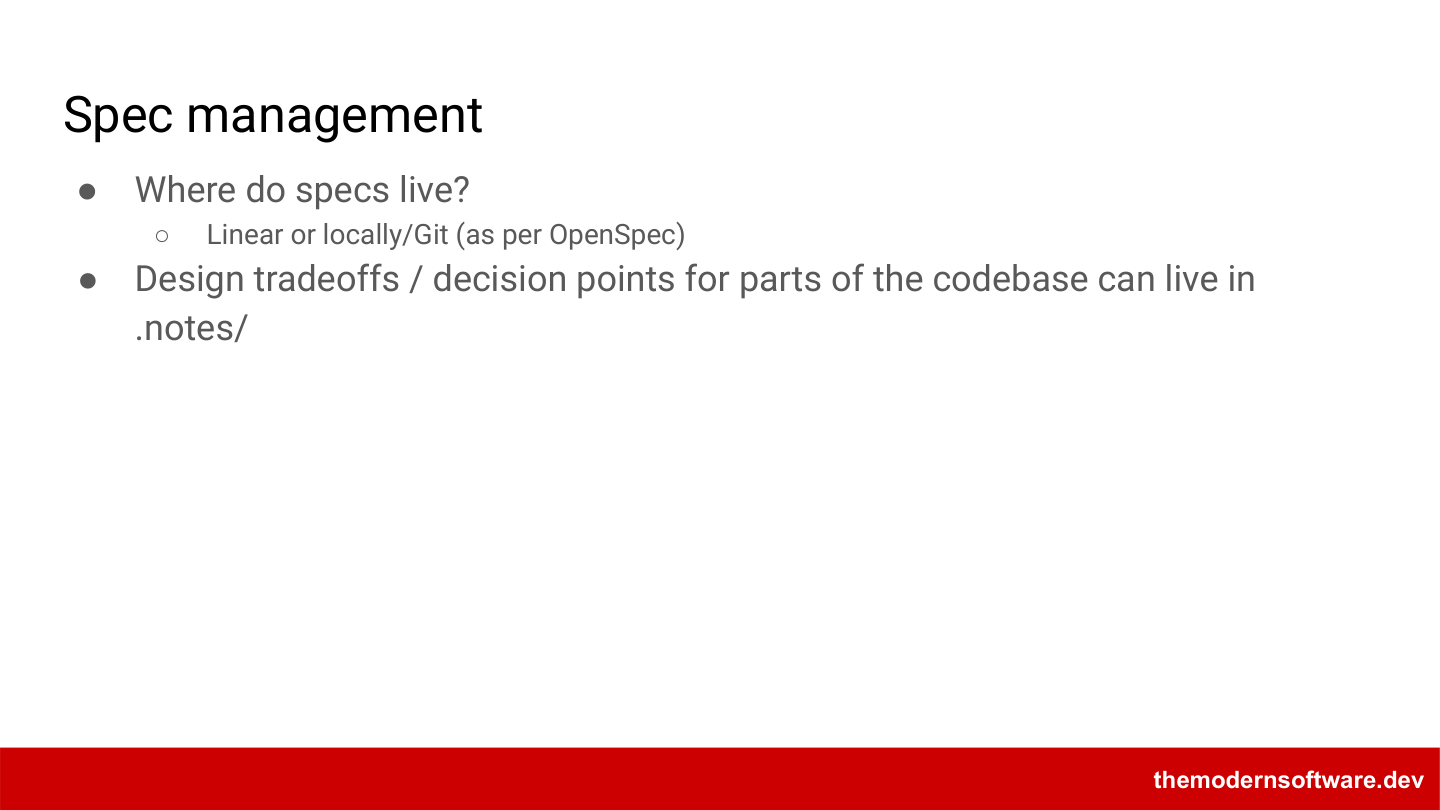 Spec management
● Where do specs live?
○ Linear or locally/Git (as per OpenSpec)
● Design tradeoffs / decision points for parts of the codebase can live in
.notes/
themodernsoftware.dev